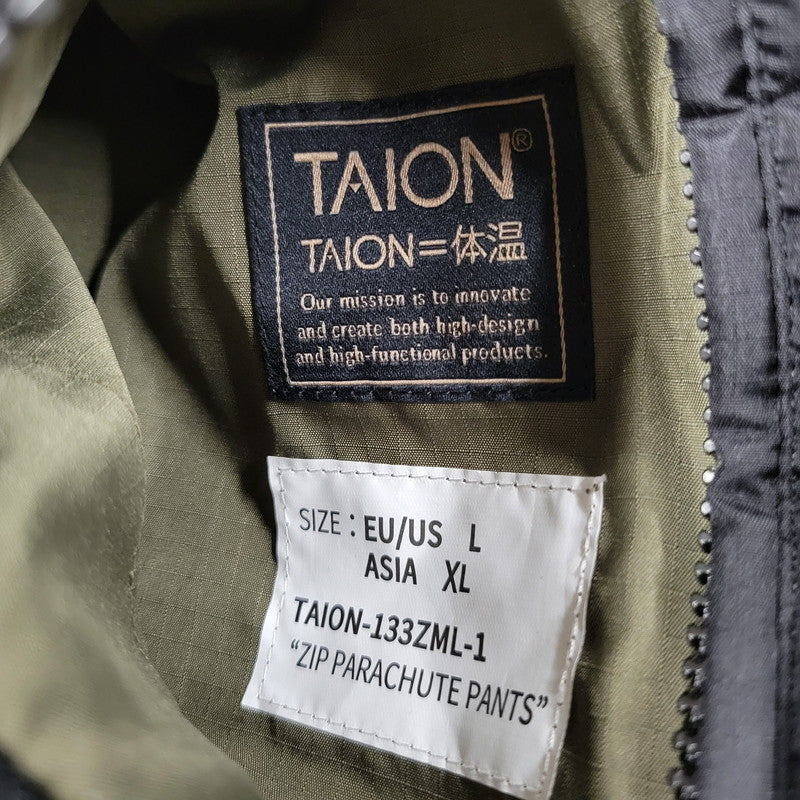 TAION®
TAION=体温
Our mission is to innovate
and create both high-design
and high-functional products.
SIZE : EU/US L
ASIA XL
TAION-133ZML-1
“ZIP PARACHUTE PANTS”